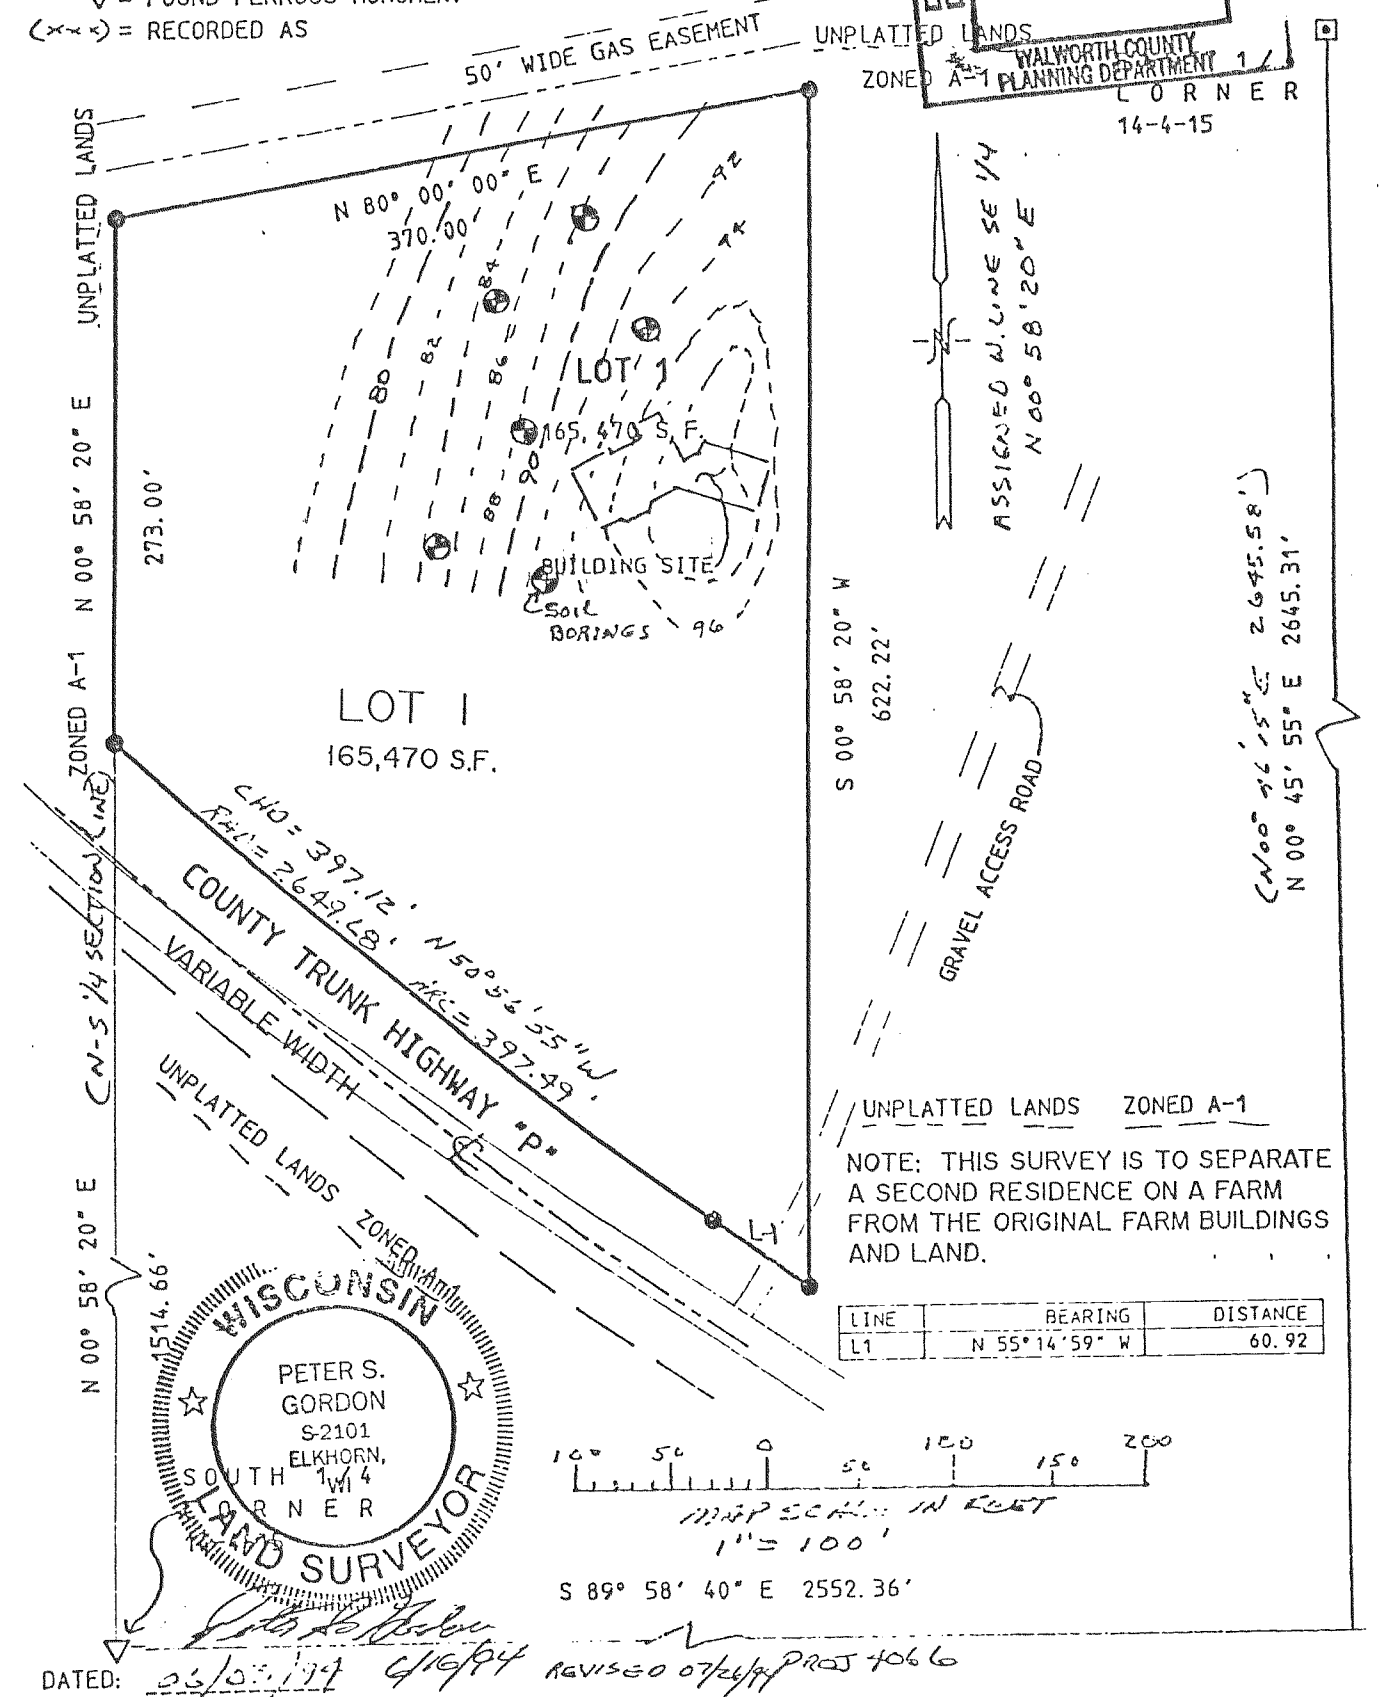 (xxx) = RECORDED AS
50' WIDE GAS EASEMENT
UNPLATTED LANDS
ZONED A-1
WALWORTH COUNTY
PLANNING DEPARTMENT
1/
CORNER
14-4-15
UNPLATTED LANDS
N 80° 00' 00" E
370.00'
92
94
84
82
80
86
88
90
96
LOT 1
165,470 S.F.
BUILDING SITE
SOIL
BORINGS
ASSIGNED W. LINE SE 1/4
N 00° 58' 20" E
N
ZONED A-1 N 00° 58' 20" E
273.00'
LOT 1
165,470 S.F.
S 00° 58' 20" W
622.22'
2645.58')
N 00° 45' 55" E 2645.31'
GRAVEL ACCESS ROAD
(N-S 1/4 SECTION LINE)
CHD = 397.12' N 50° 56' 55" W
ARC = 397.49'
COUNTY TRUNK HIGHWAY "P"
VARIABLE WIDTH
UNPLATTED LANDS ZONED A-1
L-1
UNPLATTED LANDS ZONED A-1
NOTE: THIS SURVEY IS TO SEPARATE
A SECOND RESIDENCE ON A FARM
FROM THE ORIGINAL FARM BUILDINGS
AND LAND.
LINE BEARING DISTANCE
L1 N 55°14'59" W 60.92
N 00° 58' 20" E
1514.66'
WISCONSIN
PETER S.
GORDON
S-2101
ELKHORN,
WI
LAND SURVEYOR
SOUTH 1/4
CORNER
100 50 0 50 100 150 200
MAP SCALE IN FEET
1" = 100'
S 89° 58' 40" E 2552.36'
DATED: 6/16/94 REVISED 07/26/94 PROJ 4066